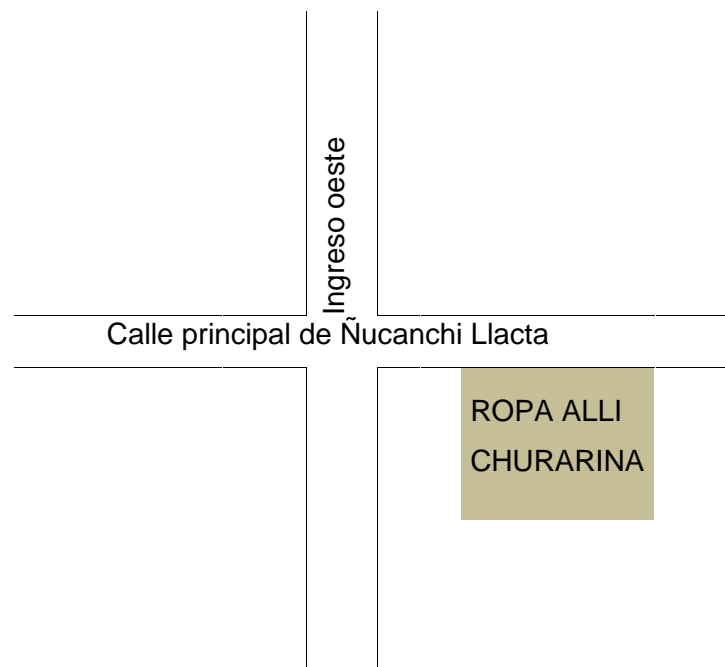 Ingreso oeste
Calle principal de Ñucanchi Llacta
ROPA ALLI
CHURARINA